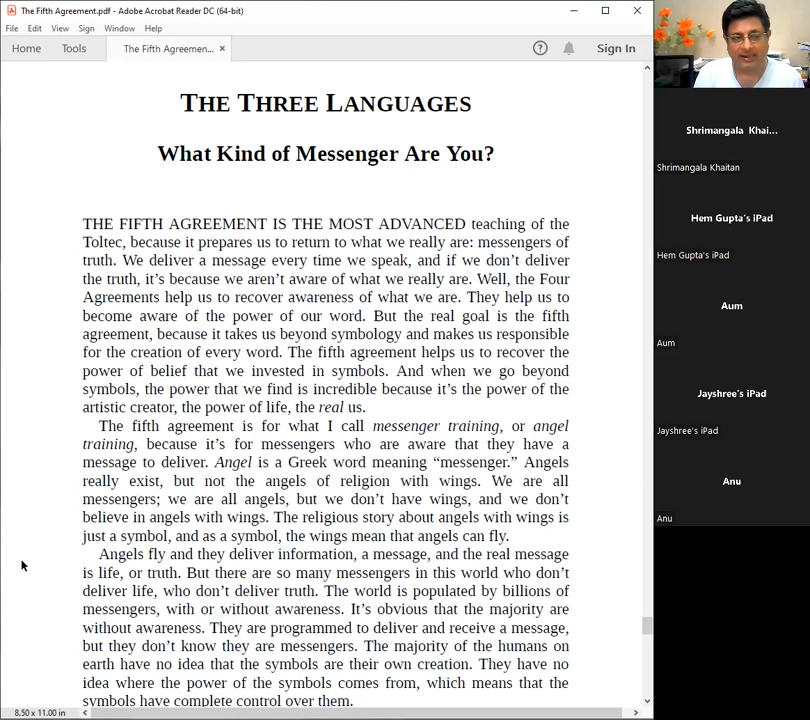 The Fifth Agreement.pdf - Adobe Acrobat Reader DC (64-bit)
File Edit View Sign Window Help
Home Tools The Fifth Agreemen... × ? Sign In
THE THREE LANGUAGES
What Kind of Messenger Are You?
THE FIFTH AGREEMENT IS THE MOST ADVANCED teaching of the
Toltec, because it prepares us to return to what we really are: messengers of
truth. We deliver a message every time we speak, and if we don’t deliver
the truth, it’s because we aren’t aware of what we really are. Well, the Four
Agreements help us to recover awareness of what we are. They help us to
become aware of the power of our word. But the real goal is the fifth
agreement, because it takes us beyond symbology and makes us responsible
for the creation of every word. The fifth agreement helps us to recover the
power of belief that we invested in symbols. And when we go beyond
symbols, the power that we find is incredible because it’s the power of the
artistic creator, the power of life, the real us.
The fifth agreement is for what I call messenger training, or angel
training, because it’s for messengers who are aware that they have a
message to deliver. Angel is a Greek word meaning “messenger.” Angels
really exist, but not the angels of religion with wings. We are all
messengers; we are all angels, but we don’t have wings, and we don’t
believe in angels with wings. The religious story about angels with wings is
just a symbol, and as a symbol, the wings mean that angels can fly.
Angels fly and they deliver information, a message, and the real message
is life, or truth. But there are so many messengers in this world who don’t
deliver life, who don’t deliver truth. The world is populated by billions of
messengers, with or without awareness. It’s obvious that the majority are
without awareness. They are programmed to deliver and receive a message,
but they don’t know they are messengers. The majority of the humans on
earth have no idea that the symbols are their own creation. They have no
idea where the power of the symbols comes from, which means that the
symbols have complete control over them.
8.50 x 11.00 in
Shrimangala Khai...
Shrimangala Khaitan
Hem Gupta's iPad
Hem Gupta's iPad
Aum
Aum
Jayshree's iPad
Jayshree's iPad
Anu
Anu